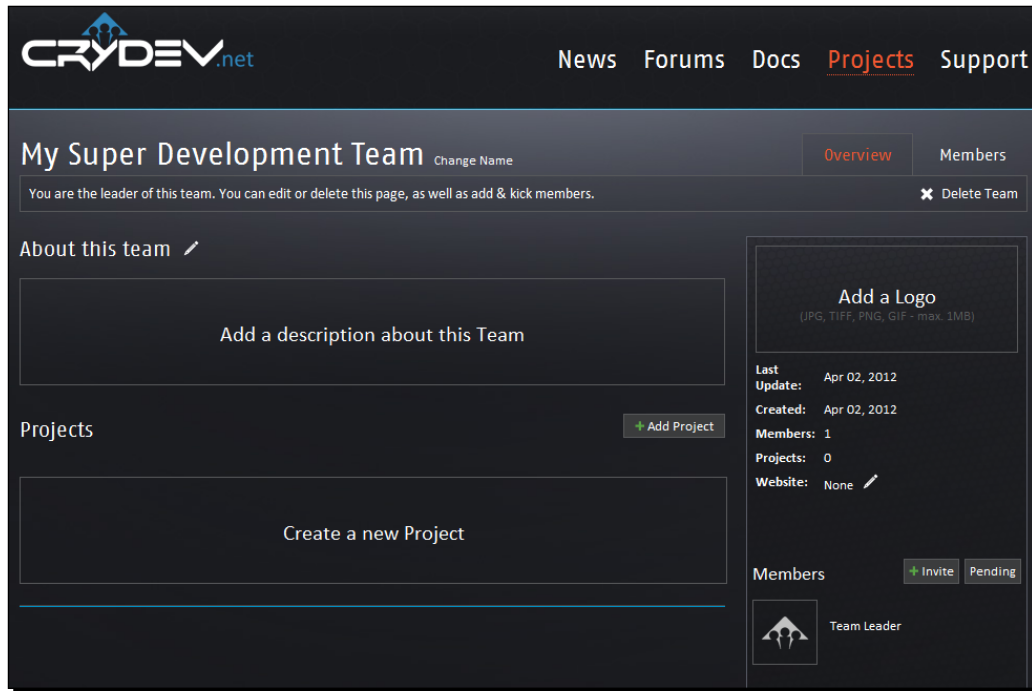 CRYDEV.net
News Forums Docs Projects Support
My Super Development Team Change Name
Overview Members
You are the leader of this team. You can edit or delete this page, as well as add & kick members.
Delete Team
About this team
Add a description about this Team
Projects
+ Add Project
Create a new Project
Add a Logo
(JPG, TIFF, PNG, GIF - max. 1MB)
Last Update: Apr 02, 2012
Created: Apr 02, 2012
Members: 1
Projects: 0
Website: None
Members
+ Invite Pending
Team Leader